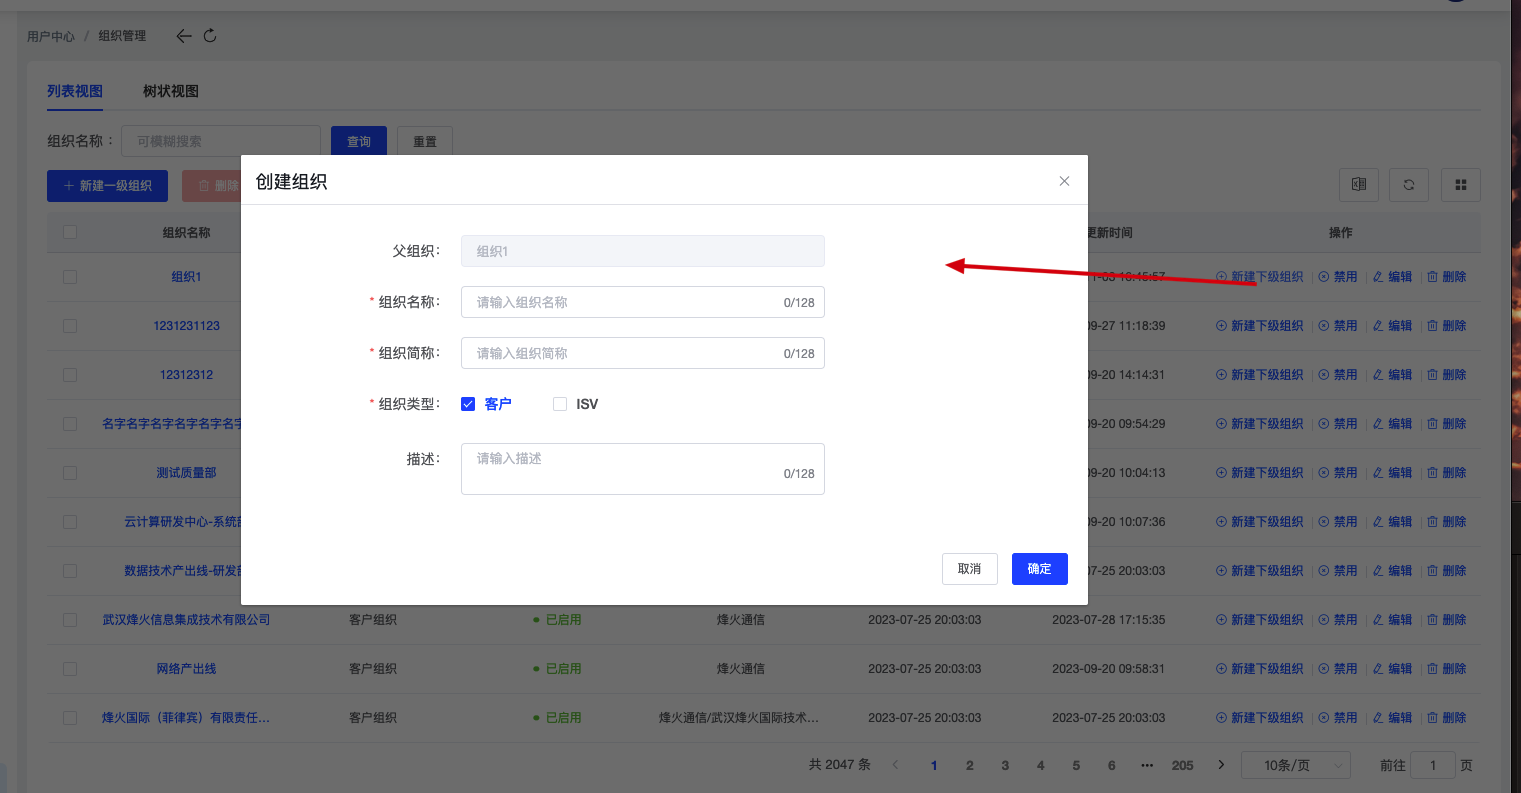 用户中心 / 组织管理
列表视图 树状视图
组织名称： 可模糊搜索 查询 重置
+ 新建一级组织 删除
创建组织
组织名称 更新时间 操作
父组织： 组织1
* 组织名称： 请输入组织名称 0/128
* 组织简称： 请输入组织简称 0/128
* 组织类型： 客户 ISV
描述： 请输入描述 0/128
取消 确定
组织1 新建下级组织 禁用 编辑 删除
1231231123 09-27 11:18:39 新建下级组织 禁用 编辑 删除
12312312 09-20 14:14:31 新建下级组织 禁用 编辑 删除
名字名字名字名字名字名字 09-20 09:54:29 新建下级组织 禁用 编辑 删除
测试质量部 09-20 10:04:13 新建下级组织 禁用 编辑 删除
云计算研发中心-系统 09-20 10:07:36 新建下级组织 禁用 编辑 删除
数据技术产出线-研发 07-25 20:03:03 新建下级组织 禁用 编辑 删除
武汉烽火信息集成技术有限公司 客户组织 已启用 烽火通信 2023-07-25 20:03:03 2023-07-28 17:15:35 新建下级组织 禁用 编辑 删除
网络产出线 客户组织 已启用 烽火通信 2023-07-25 20:03:03 2023-09-20 09:58:31 新建下级组织 禁用 编辑 删除
烽火国际（菲律宾）有限责任... 客户组织 已启用 烽火通信/武汉烽火国际技术... 2023-07-25 20:03:03 2023-07-25 20:03:03 新建下级组织 禁用 编辑 删除
共 2047 条 1 2 3 4 5 6 ... 205 10条/页 前往 1 页